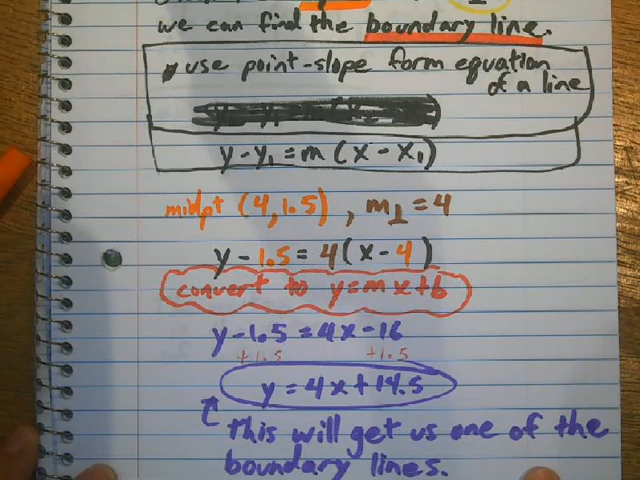 we can find the boundary line.
use point-slope form equation
of a line
y-y₁=m(x-x₁)
midpt (4,1.5), m⊥=4
y-1.5=4(x-4)
convert to y=mx+b
y-1.5=4x-16
+1.5 +1.5
y=4x+14.5
This will get us one of the
boundary lines.